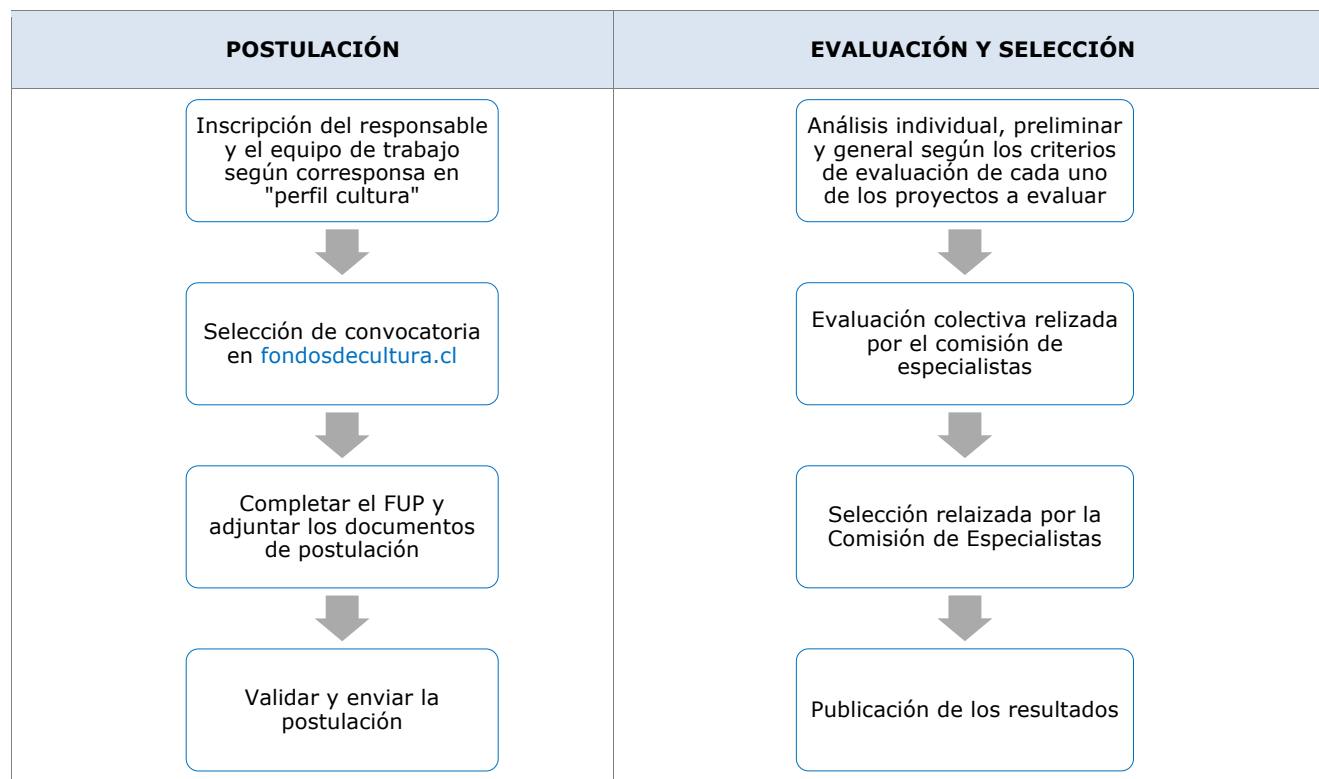 POSTULACIÓN
Inscripción del responsable
y el equipo de trabajo
según corresponsa en
"perfil cultura"
Selección de convocatoria
en fondosdecultura.cl
Completar el FUP y
adjuntar los documentos
de postulación
Validar y enviar la
postulación
EVALUACIÓN Y SELECCIÓN
Análisis individual, preliminar
y general según los criterios
de evaluación de cada uno
de los proyectos a evaluar
Evaluación colectiva relizada
por el comisión de
especialistas
Selección relaizada por la
Comisión de Especialistas
Publicación de los resultados